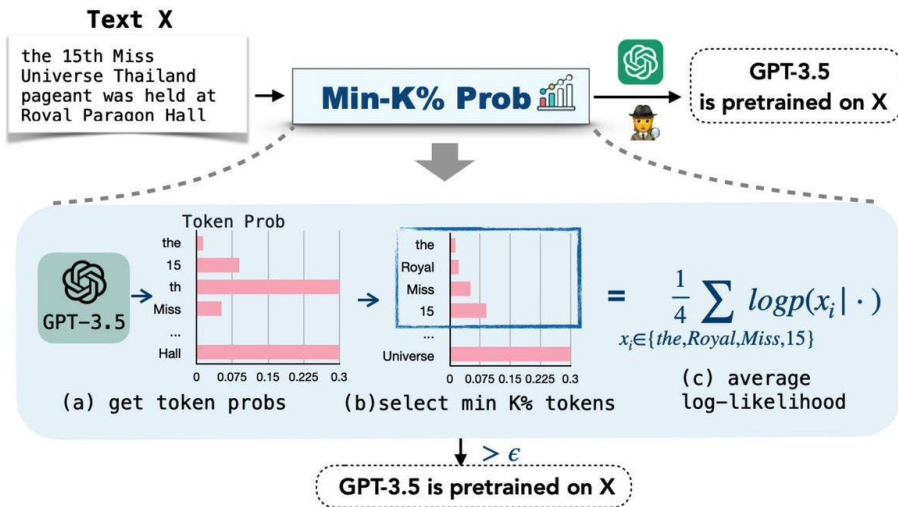 Text X
the 15th Miss
Universe Thailand
pageant was held at
Royal Paragon Hall
Min-K% Prob
GPT-3.5
is pretrained on X
Token Prob
the
15
th
Miss
...
Hall
0 0.075 0.15 0.225 0.3
GPT-3.5
(a) get token probs
the
Royal
Miss
15
...
Universe
0 0.075 0.15 0.225 0.3
(b)select min K% tokens
= 1/4 ∑ logp(xᵢ| · )
xᵢ∈{the,Royal,Miss,15}
(c) average
log-likelihood
> ϵ
GPT-3.5 is pretrained on X